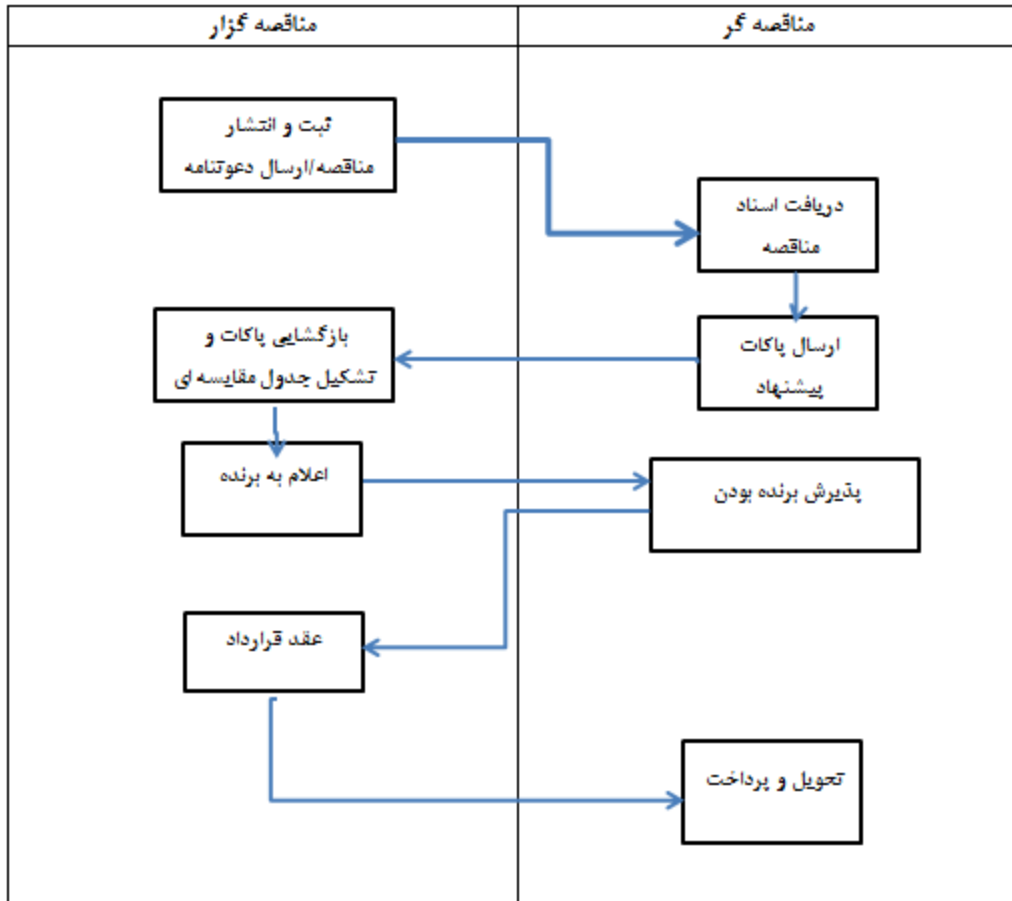 مناقصه گر
مناقصه گزار
ثبت و انتشار
مناقصه/ارسال دعوتنامه
دریافت اسناد
مناقصه
ارسال پاکات
پیشنهاد
بازگشایی پاکات و
تشکیل جدول مقایسه ای
اعلام به برنده
پذیرش برنده بودن
عقد قرارداد
تحویل و پرداخت